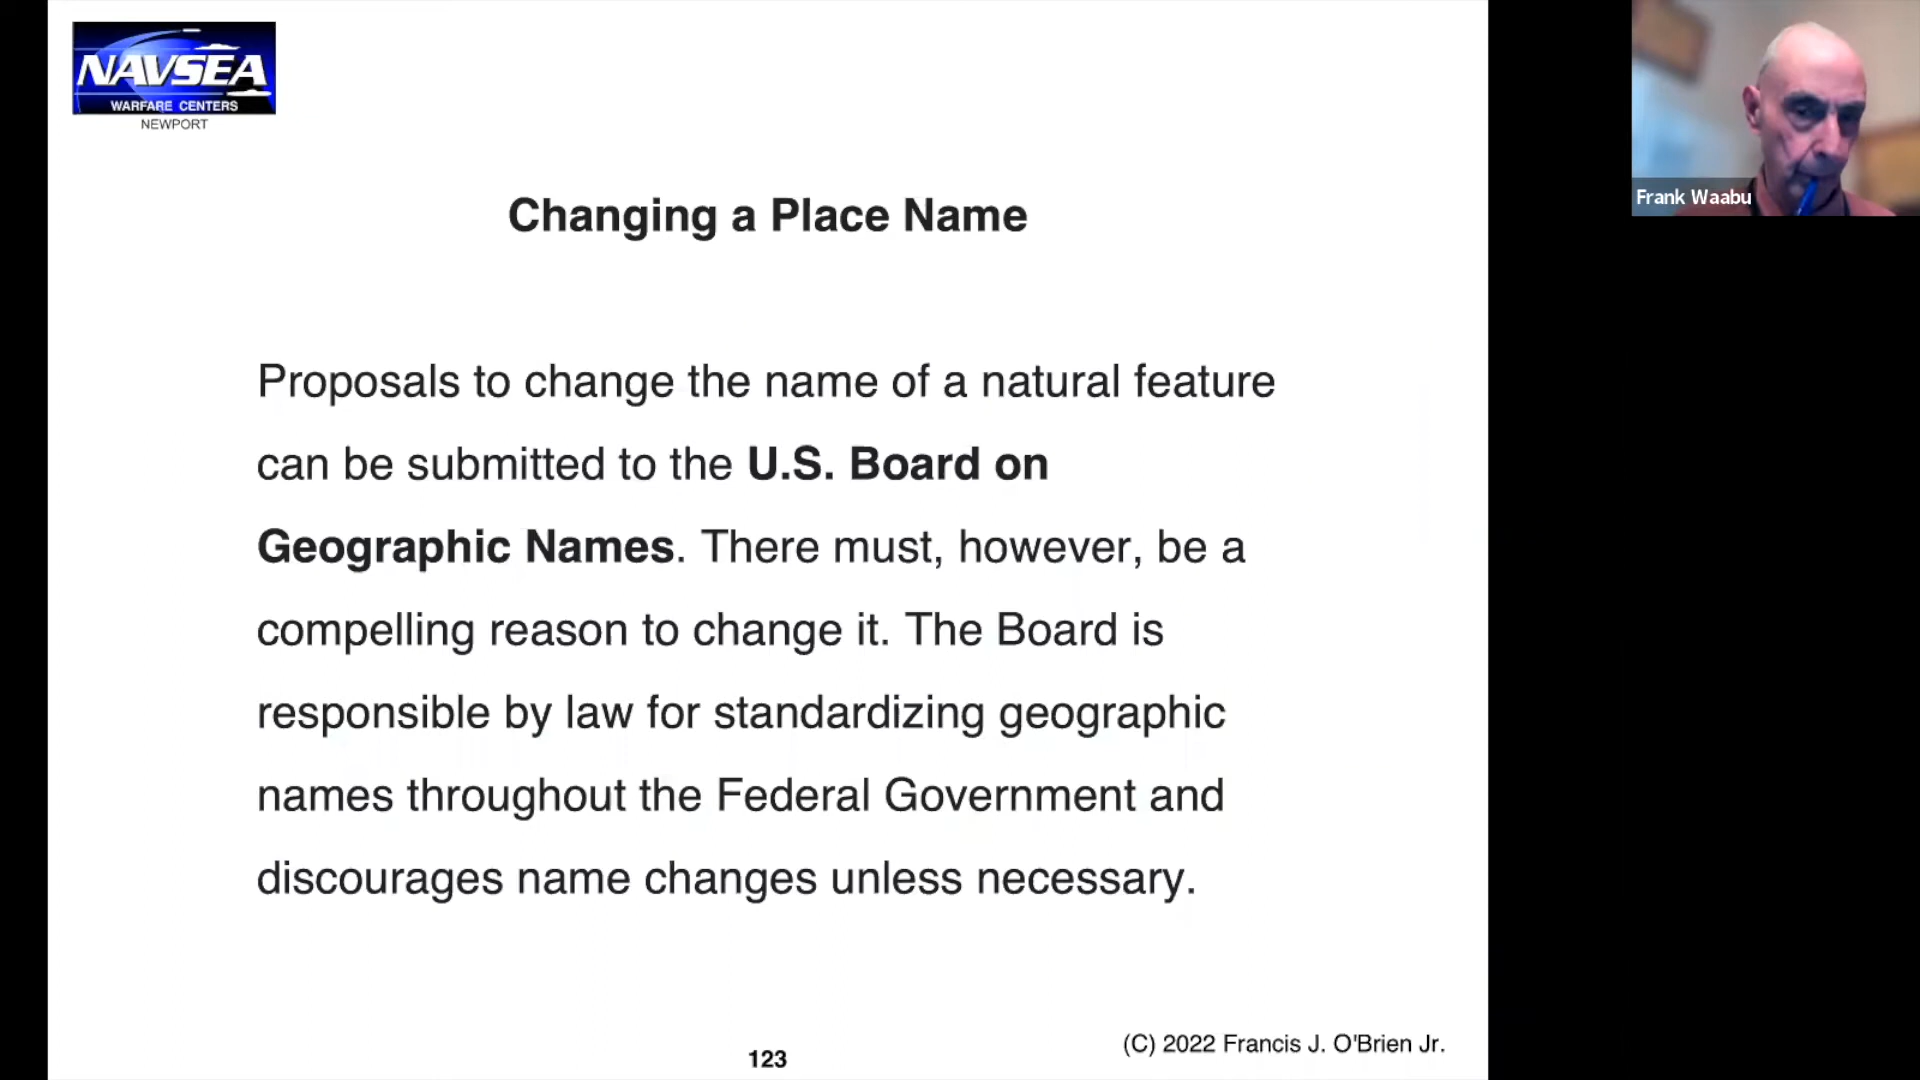 NAVSEA
WARFARE CENTERS
NEWPORT
Changing a Place Name
Proposals to change the name of a natural feature
can be submitted to the U.S. Board on
Geographic Names. There must, however, be a
compelling reason to change it. The Board is
responsible by law for standardizing geographic
names throughout the Federal Government and
discourages name changes unless necessary.
123
(C) 2022 Francis J. O'Brien Jr.
Frank Waabu